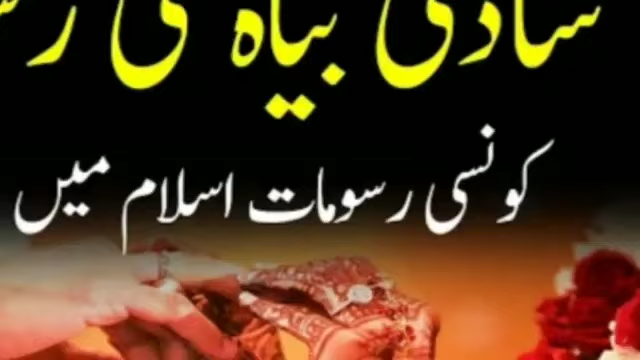 شادی بیاہ کی
کونسی رسومات اسلام میں